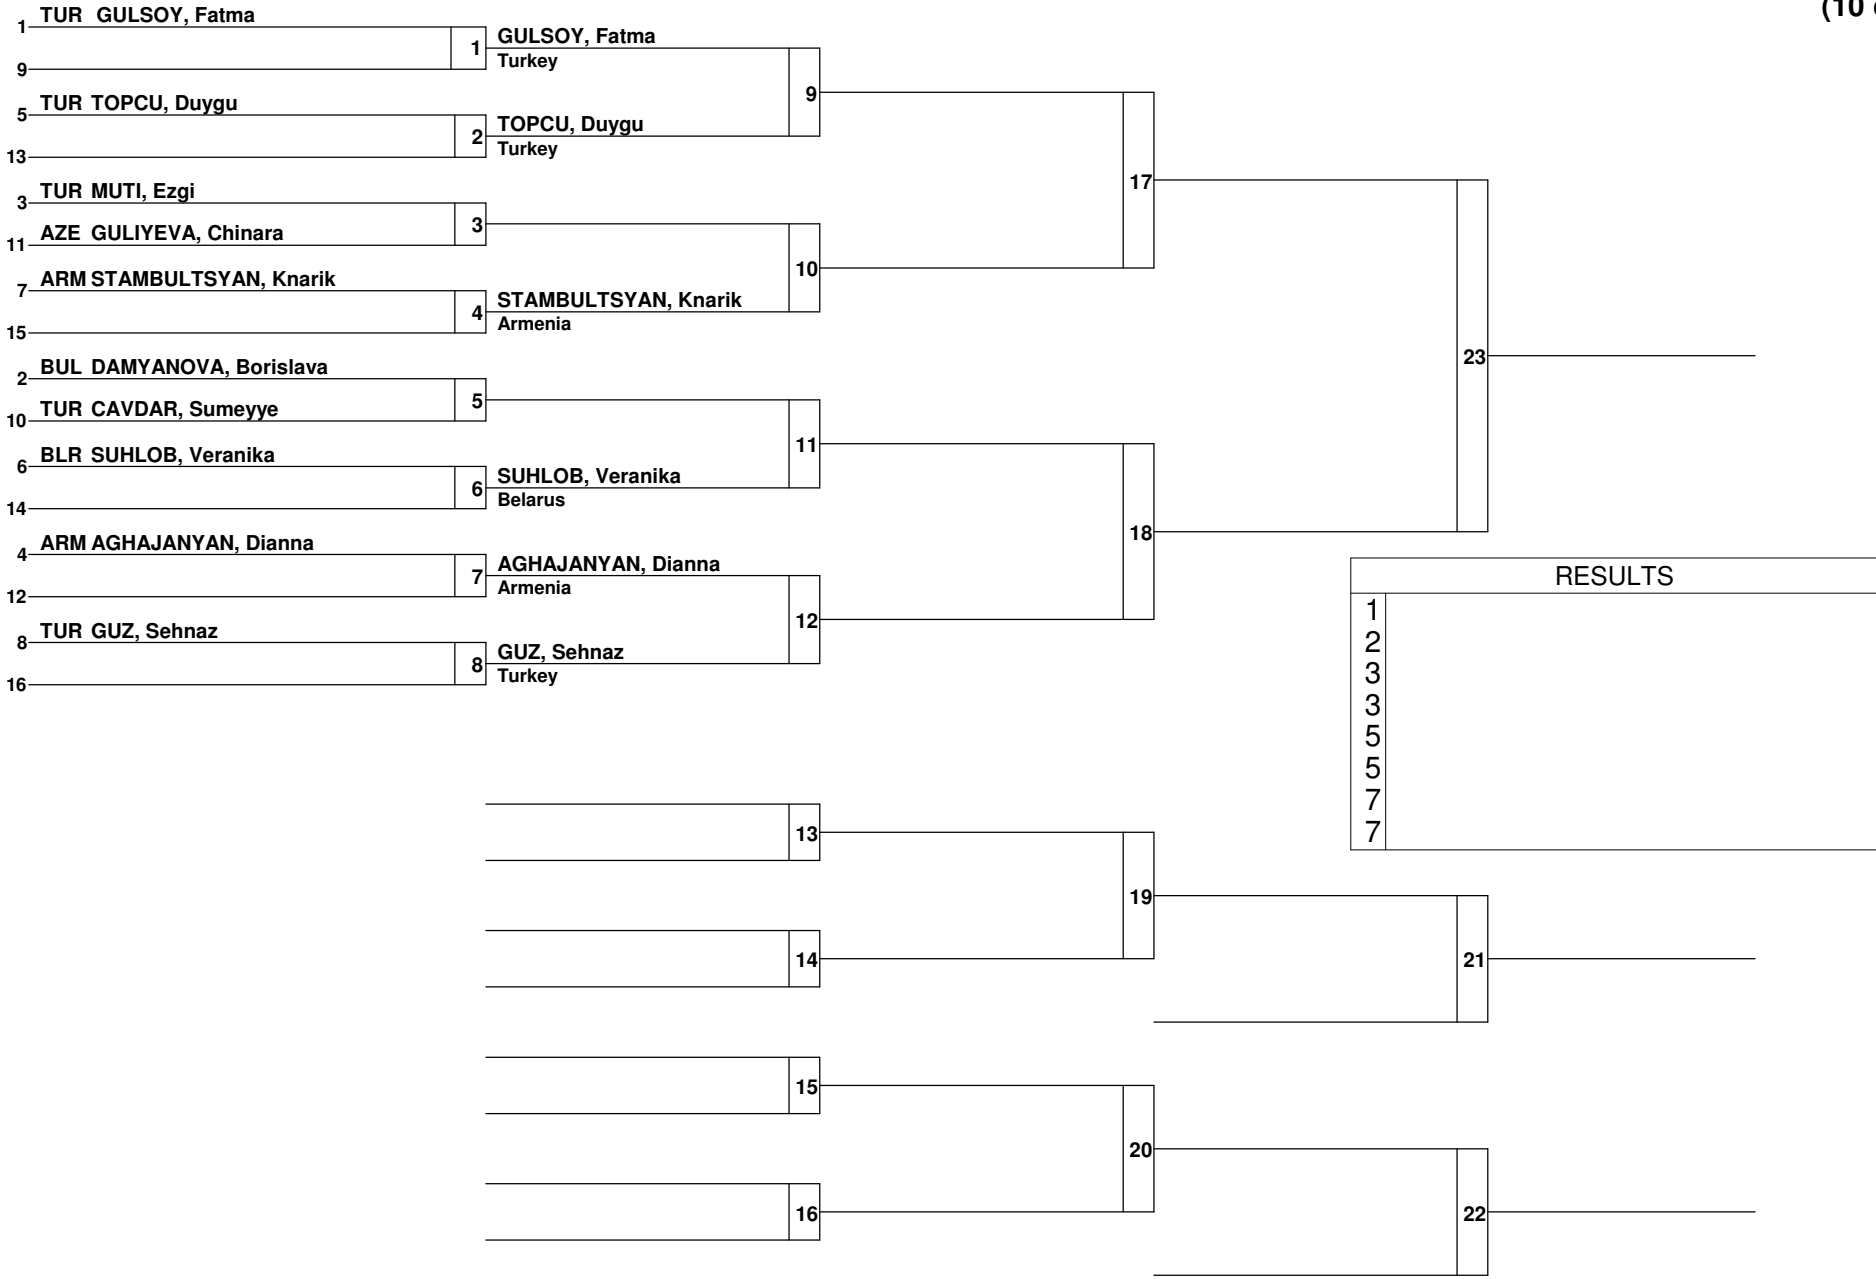 (10
1 TUR GULSOY, Fatma
1 GULSOY, Fatma
Turkey
9
9
5 TUR TOPCU, Duygu
2 TOPCU, Duygu
Turkey
13
17
3 TUR MUTI, Ezgi
3
11 AZE GULIYEVA, Chinara
10
7 ARM STAMBULTSYAN, Knarik
4 STAMBULTSYAN, Knarik
Armenia
15
23
2 BUL DAMYANOVA, Borislava
5
10 TUR CAVDAR, Sumeyye
11
6 BLR SUHLOB, Veranika
6 SUHLOB, Veranika
Belarus
14
18
4 ARM AGHAJANYAN, Dianna
7 AGHAJANYAN, Dianna
Armenia
12
12
8 TUR GUZ, Sehnaz
8 GUZ, Sehnaz
Turkey
16
RESULTS
1
2
3
3
5
5
7
7
13
19
14
21
15
20
16
22